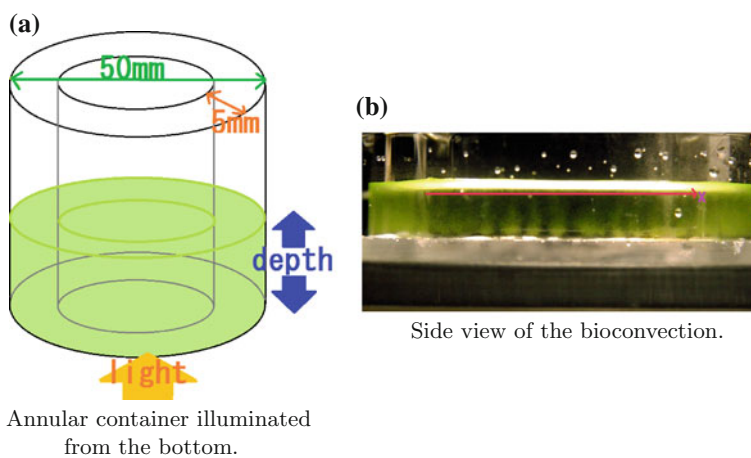 (a)
50mm
5mm
depth
light
Annular container illuminated
from the bottom.
(b)
x
Side view of the bioconvection.